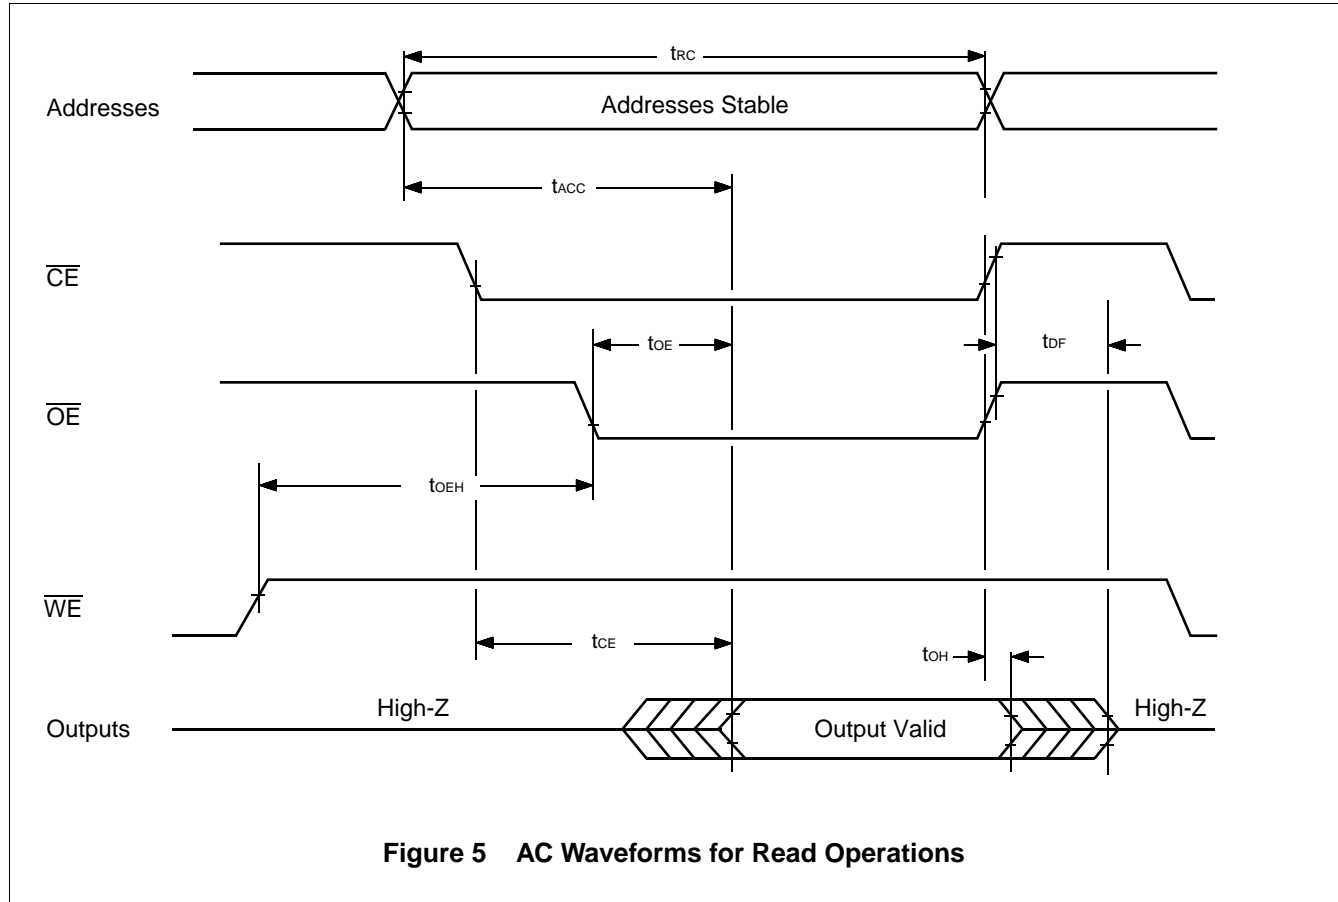 tRC
Addresses
Addresses Stable
tACC
CE
tOE
tDF
OE
tOEH
WE
tCE
tOH
High-Z
High-Z
Outputs
Output Valid
Figure 5 AC Waveforms for Read Operations